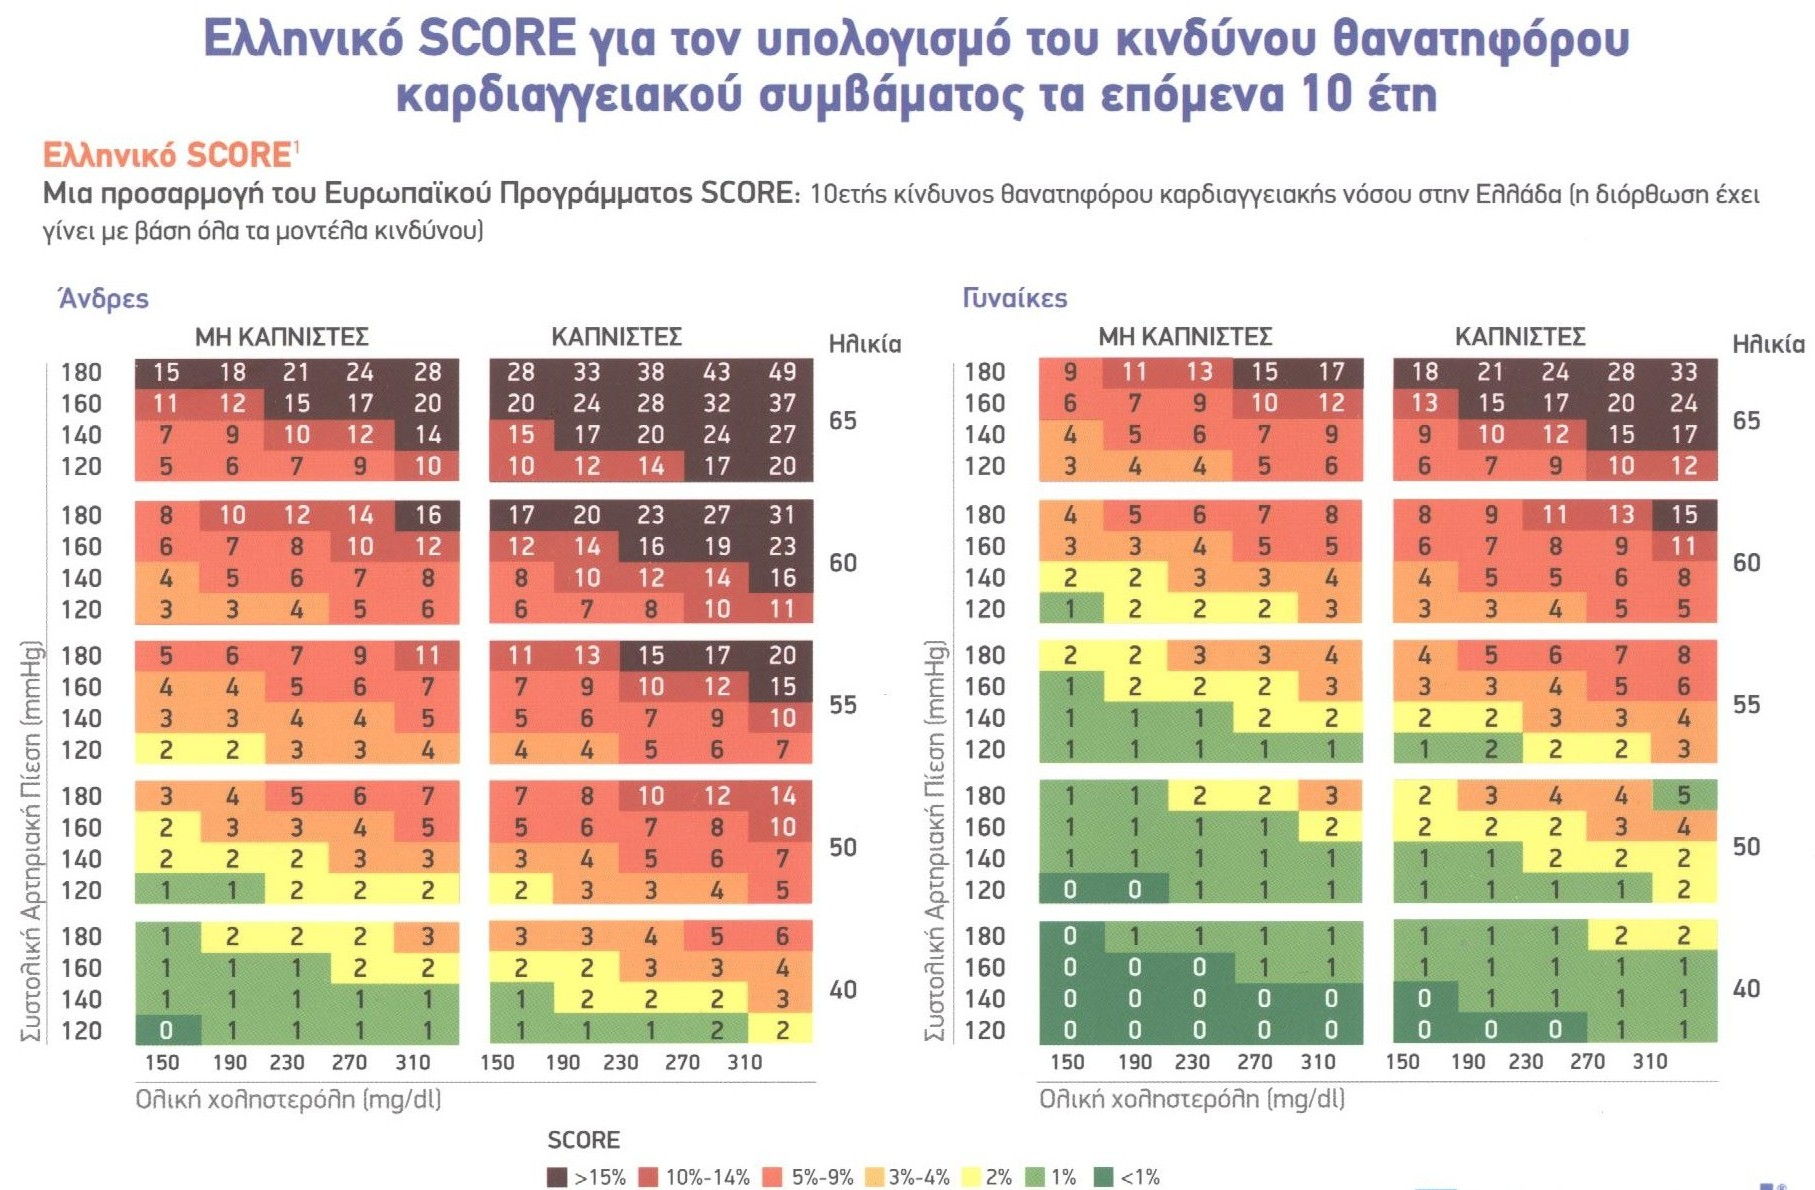 Ελληνικό SCORE για τον υπολογισμό του κινδύνου θανατηφόρου
καρδιαγγειακού συμβάματος τα επόμενα 10 έτη
Ελληνικό SCORE¹
Μια προσαρμογή του Ευρωπαϊκού Προγράμματος SCORE: 10ετής κίνδυνος θανατηφόρου καρδιαγγειακής νόσου στην Ελλάδα (η διόρθωση έχει
γίνει με βάση όλα τα μοντέλα κινδύνου)
Άνδρες
ΜΗ ΚΑΠΝΙΣΤΕΣ ΚΑΠΝΙΣΤΕΣ Ηλικία
Συστολική Αρτηριακή Πίεση (mmHg)
180 15 18 21 24 28 28 33 38 43 49
160 11 12 15 17 20 20 24 28 32 37
65
140 7 9 10 12 14 15 17 20 24 27
120 5 6 7 9 10 10 12 14 17 20
180 8 10 12 14 16 17 20 23 27 31
160 6 7 8 10 12 12 14 16 19 23
60
140 4 5 6 7 8 8 10 12 14 16
120 3 3 4 5 6 6 7 8 10 11
180 5 6 7 9 11 11 13 15 17 20
160 4 4 5 6 7 7 9 10 12 15
55
140 3 3 4 4 5 5 6 7 9 10
120 2 2 3 3 4 4 4 5 6 7
180 3 4 5 6 7 7 8 10 12 14
160 2 3 3 4 5 5 6 7 8 10
50
140 2 2 2 3 3 3 4 5 6 7
120 1 1 2 2 2 2 3 3 4 5
180 1 2 2 2 3 3 3 4 5 6
160 1 1 1 2 2 2 2 3 3 4
40
140 1 1 1 1 1 1 2 2 2 3
120 0 1 1 1 1 1 1 1 2 2
150 190 230 270 310 150 190 230 270 310
Ολική χοληστερόλη (mg/dl)
Γυναίκες
ΜΗ ΚΑΠΝΙΣΤΕΣ ΚΑΠΝΙΣΤΕΣ Ηλικία
Συστολική Αρτηριακή Πίεση (mmHg)
180 9 11 13 15 17 18 21 24 28 33
160 6 7 9 10 12 13 15 17 20 24
65
140 4 5 6 7 9 9 10 12 15 17
120 3 4 4 5 6 6 7 9 10 12
180 4 5 6 7 8 8 9 11 13 15
160 3 3 4 5 5 6 7 8 9 11
60
140 2 2 3 3 4 4 5 5 6 8
120 1 2 2 2 3 3 3 4 5 5
180 2 2 3 3 4 4 5 6 7 8
160 1 2 2 2 3 3 3 4 5 6
55
140 1 1 1 2 2 2 2 3 3 4
120 1 1 1 1 1 1 2 2 2 3
180 1 1 2 2 3 2 3 4 4 5
160 1 1 1 1 2 2 2 2 3 4
50
140 1 1 1 1 1 1 1 2 2 2
120 0 0 1 1 1 1 1 1 1 2
180 0 1 1 1 1 1 1 1 2 2
160 0 0 0 1 1 1 1 1 1 1
40
140 0 0 0 0 0 0 1 1 1 1
120 0 0 0 0 0 0 0 0 1 1
150 190 230 270 310 150 190 230 270 310
Ολική χοληστερόλη (mg/dl)
SCORE
>15% 10%-14% 5%-9% 3%-4% 2% 1% <1%
®